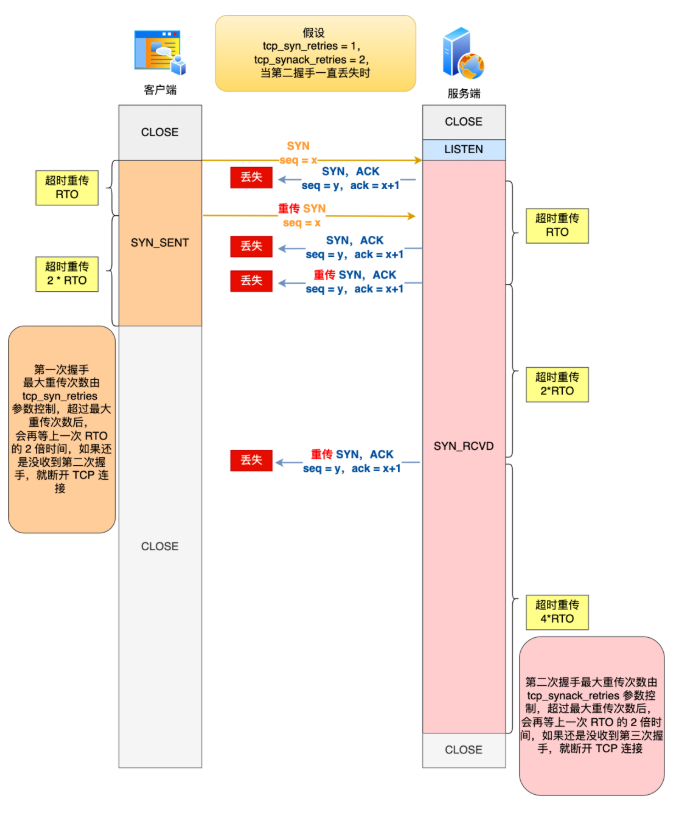 假设
tcp_syn_retries = 1，
tcp_synack_retries = 2，
当第二握手一直丢失时
客户端
服务端
CLOSE
CLOSE
LISTEN
SYN
seq = x
超时重传
RTO
丢失
SYN，ACK
seq = y，ack = x+1
重传 SYN
seq = x
超时重传
RTO
SYN_SENT
丢失
SYN，ACK
seq = y，ack = x+1
超时重传
2 * RTO
丢失
重传 SYN，ACK
seq = y，ack = x+1
第一次握手
最大重传次数由
tcp_syn_retries
参数控制，超过最大
重传次数后，
会再等上一次 RTO
的 2 倍时间，如果还
是没收到第二次握
手，就断开 TCP 连
接
超时重传
2*RTO
丢失
重传 SYN，ACK
seq = y，ack = x+1
SYN_RCVD
CLOSE
超时重传
4*RTO
第二次握手最大重传次数由
tcp_synack_retries 参数控
制，超过最大重传次数后，
会再等上一次 RTO 的 2 倍时
间，如果还是没收到第三次握
手，就断开 TCP 连接
CLOSE